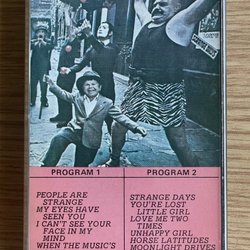 PROGRAM 1
PEOPLE ARE
STRANGE
MY EYES HAVE
SEEN YOU
I CAN'T SEE YOUR
FACE IN MY
MIND
WHEN THE MUSIC'S
PROGRAM 2
STRANGE DAYS
YOU'RE LOST
LITTLE GIRL
LOVE ME TWO
TIMES
UNHAPPY GIRL
HORSE LATITUDES
MOONLIGHT DRIVES